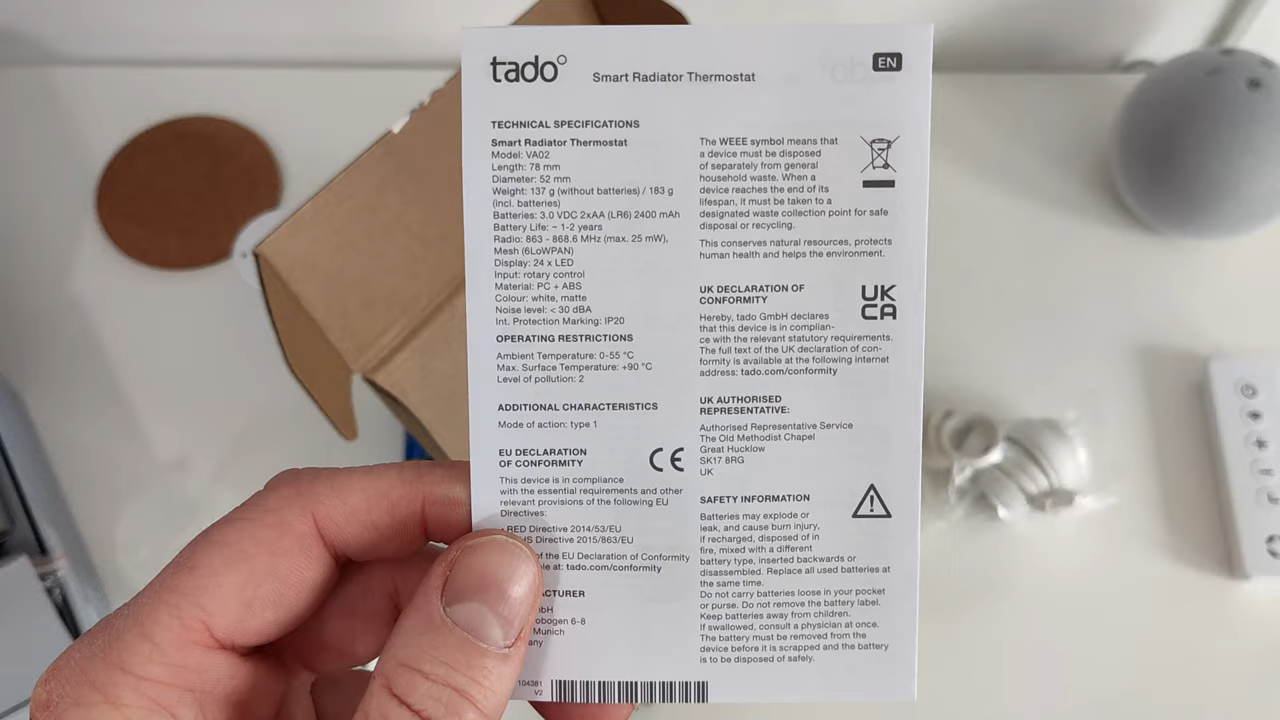 tado°
Smart Radiator Thermostat
EN
TECHNICAL SPECIFICATIONS
Smart Radiator Thermostat
Model: VA02
Length: 78 mm
Diameter: 52 mm
Weight: 137 g (without batteries) / 183 g
(incl. batteries)
Batteries: 3.0 VDC 2xAA (LR6) 2400 mAh
Battery Life: ~ 1-2 years
Radio: 863 - 868.6 MHz (max. 25 mW),
Mesh (6LoWPAN)
Display: 24 x LED
Input: rotary control
Material: PC + ABS
Colour: white, matte
Noise level: < 30 dBA
Int. Protection Marking: IP20
OPERATING RESTRICTIONS
Ambient Temperature: 0-55 °C
Max. Surface Temperature: +90 °C
Level of pollution: 2
ADDITIONAL CHARACTERISTICS
Mode of action: type 1
EU DECLARATION
OF CONFORMITY
CE
This device is in compliance
with the essential requirements and other
relevant provisions of the following EU
Directives:
• RED Directive 2014/53/EU
Directive 2015/863/EU
of the EU Declaration of Conformity
at: tado.com/conformity
6-8
Munich
104381
V2
The WEEE symbol means that
a device must be disposed
of separately from general
household waste. When a
device reaches the end of its
lifespan, it must be taken to a
designated waste collection point for safe
disposal or recycling.
This conserves natural resources, protects
human health and helps the environment.
UK DECLARATION OF
CONFORMITY
UK
CA
Hereby, tado GmbH declares
that this device is in complian-
ce with the relevant statutory requirements.
The full text of the UK declaration of con-
formity is available at the following internet
address: tado.com/conformity
UK AUTHORISED
REPRESENTATIVE:
Authorised Representative Service
The Old Methodist Chapel
Great Hucklow
SK17 8RG
UK
SAFETY INFORMATION
Batteries may explode or
leak, and cause burn injury,
if recharged, disposed of in
fire, mixed with a different
battery type, inserted backwards or
disassembled. Replace all used batteries at
the same time.
Do not carry batteries loose in your pocket
or purse. Do not remove the battery label.
Keep batteries away from children.
If swallowed, consult a physician at once.
The battery must be removed from the
device before it is scrapped and the battery
is to be disposed of safely.